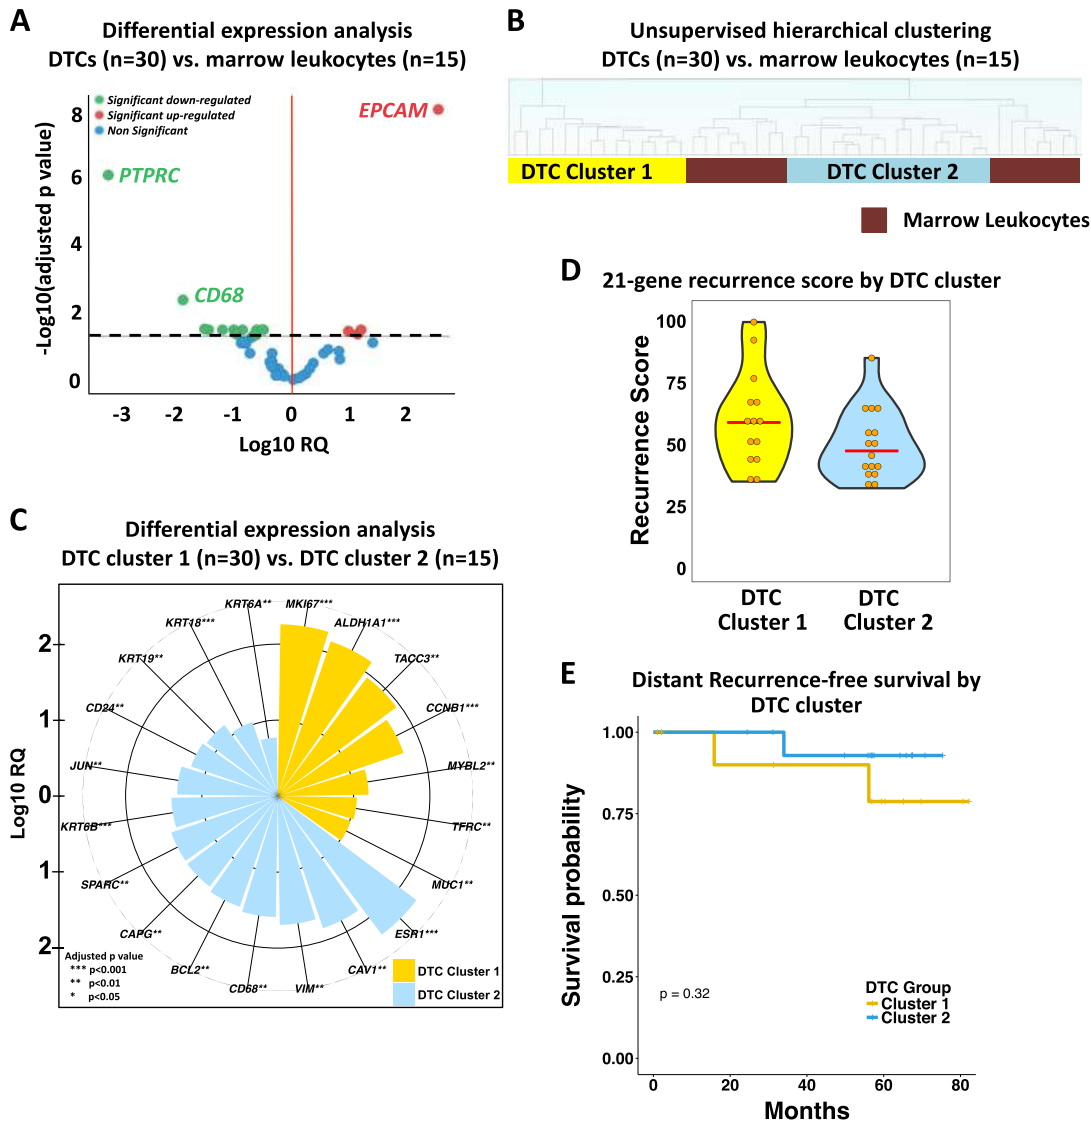 A
Differential expression analysis
DTCs (n=30) vs. marrow leukocytes (n=15)
Significant down-regulated
Significant up-regulated
Non Significant
EPCAM
PTPRC
CD68
-Log10(adjusted p value)
8
6
4
2
0
-3
-2
-1
0
1
2
Log10 RQ
B
Unsupervised hierarchical clustering
DTCs (n=30) vs. marrow leukocytes (n=15)
DTC Cluster 1
DTC Cluster 2
Marrow Leukocytes
D
21-gene recurrence score by DTC cluster
Recurrence Score
100
75
50
25
0
DTC
Cluster 1
DTC
Cluster 2
C
Differential expression analysis
DTC cluster 1 (n=30) vs. DTC cluster 2 (n=15)
Log10 RQ
2
1
0
1
2
KRT6A**
MKI67***
KRT18***
ALDH1A1***
KRT19**
TACC3**
CD24**
CCNB1***
JUN**
MYBL2**
KRT6B***
TFRC**
SPARC**
MUC1**
CAPG**
ESR1***
BCL2**
CAV1**
CD68**
VIM**
Adjusted p value
*** p<0.001
** p<0.01
* p<0.05
DTC Cluster 1
DTC Cluster 2
E
Distant Recurrence-free survival by
DTC cluster
Survival probability
1.00
0.75
0.50
0.25
0.00
p = 0.32
DTC Group
Cluster 1
Cluster 2
0
20
40
60
80
Months